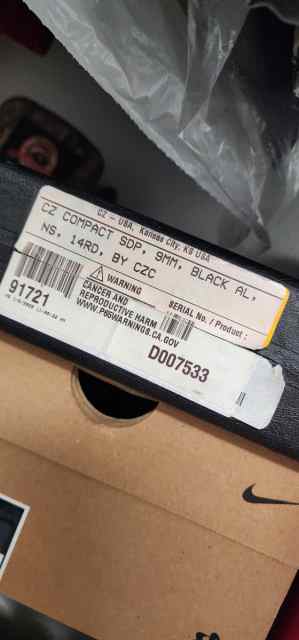 CZ - USA, Kansas City, KS USA
CZ COMPACT SDP, 9MM, BLACK AL,
NS, 14RD, BY CZC
WARNING
CANCER AND
REPRODUCTIVE HARM
WWW.P65WARNINGS.CA.GOV
91721
SERIAL No. / Product :
D007533